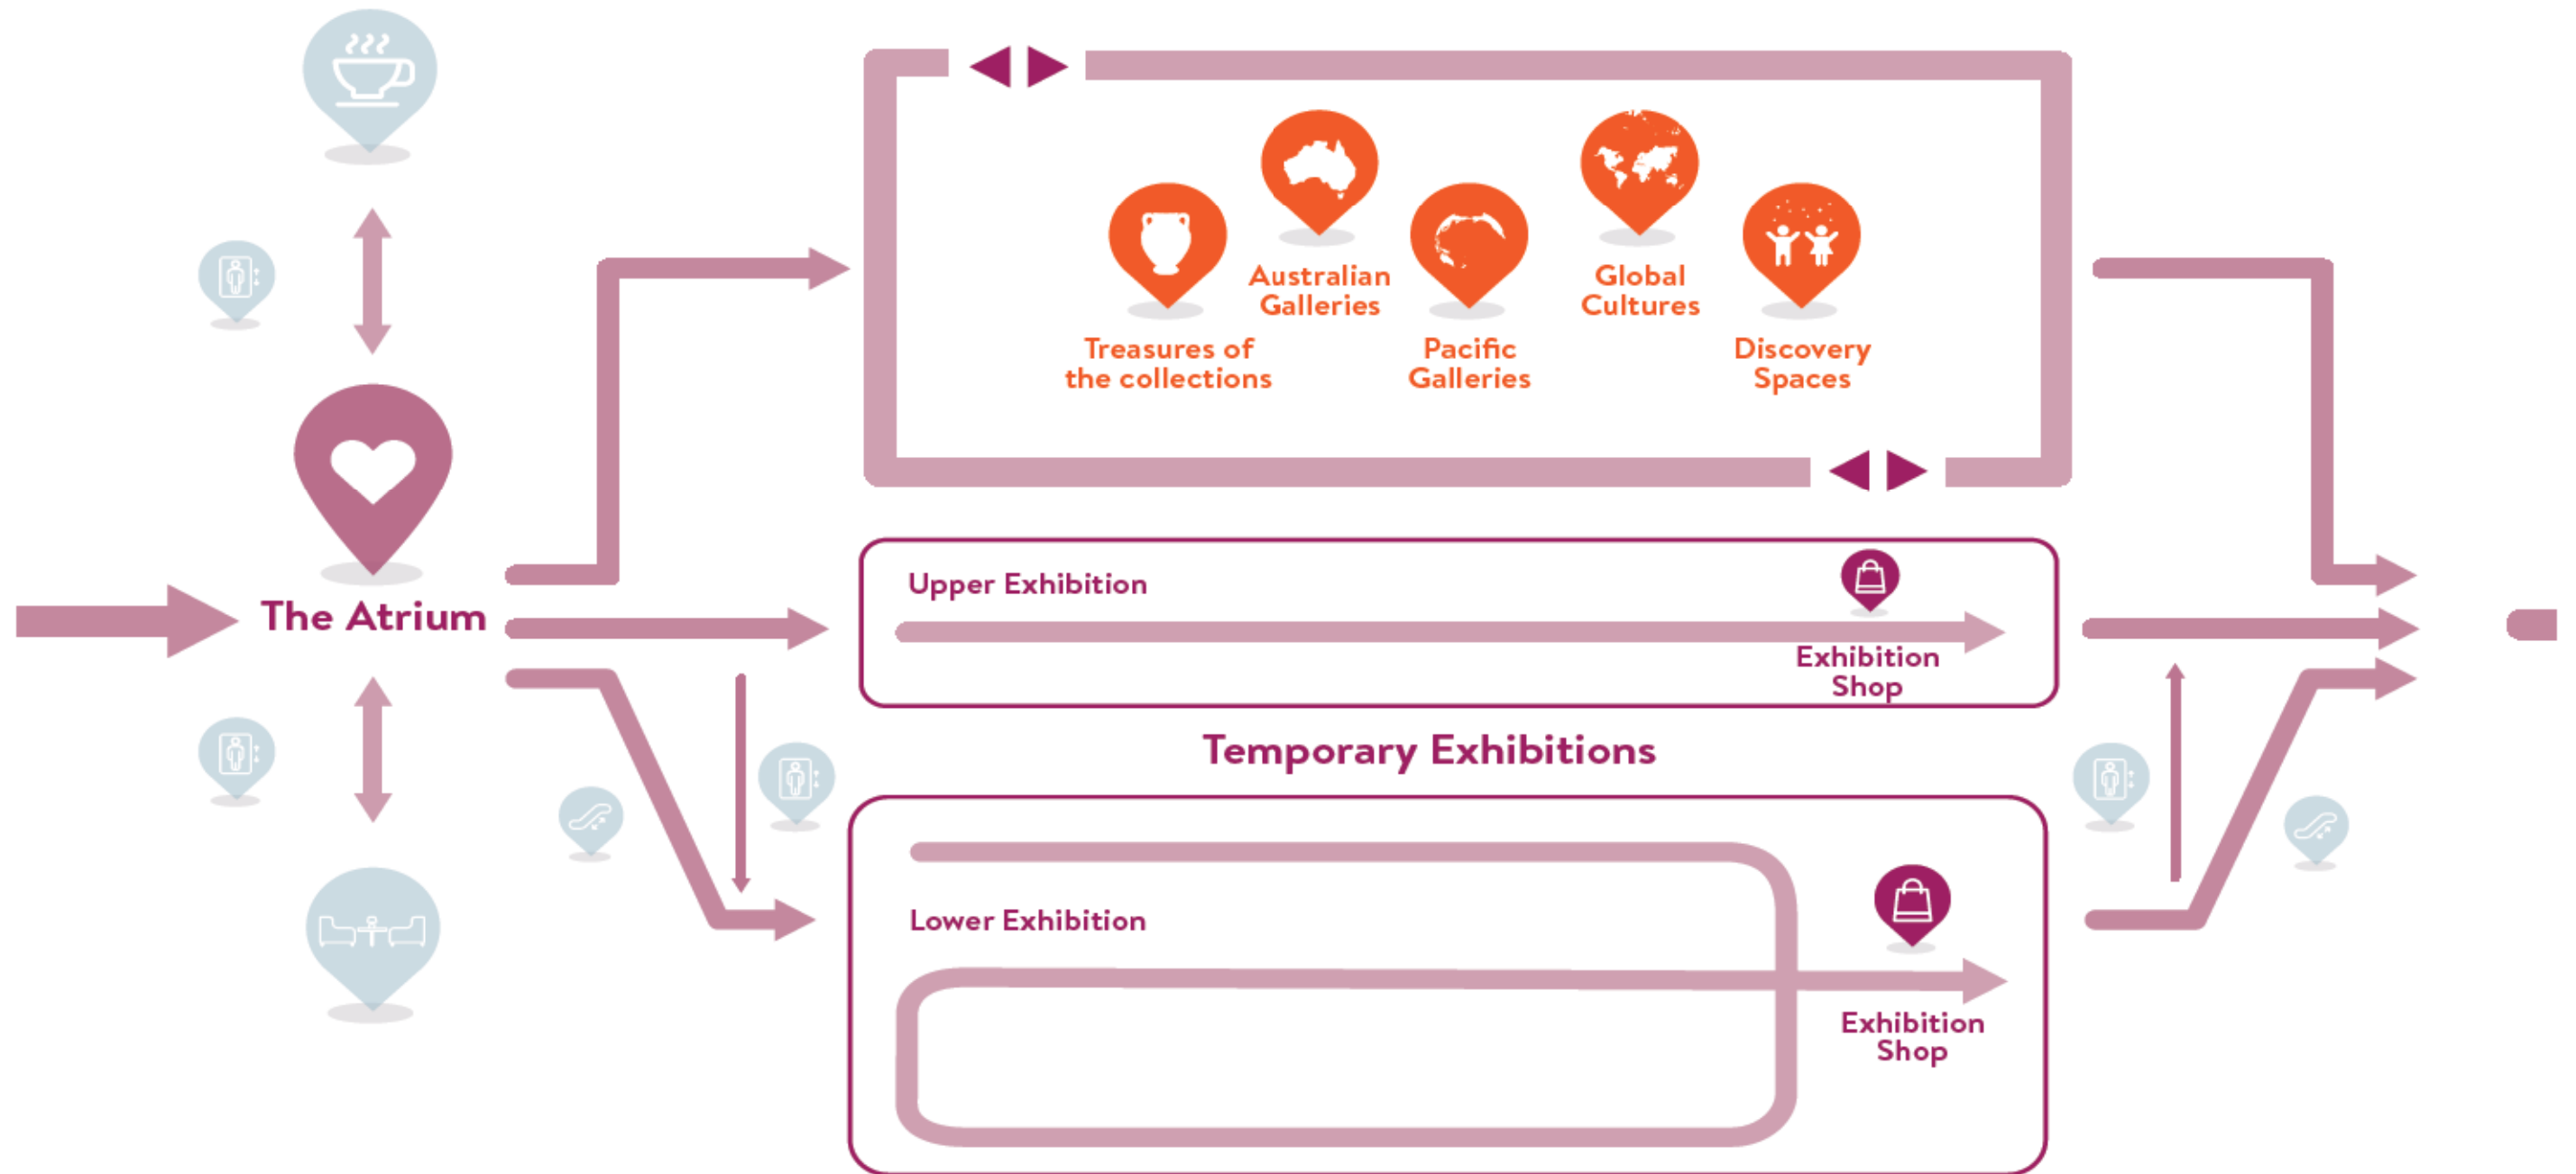 Australian
Galleries
Global
Cultures
Treasures of
the collections
Pacific
Galleries
Discovery
Spaces
The Atrium
Upper Exhibition
Exhibition
Shop
Temporary Exhibitions
Lower Exhibition
Exhibition
Shop